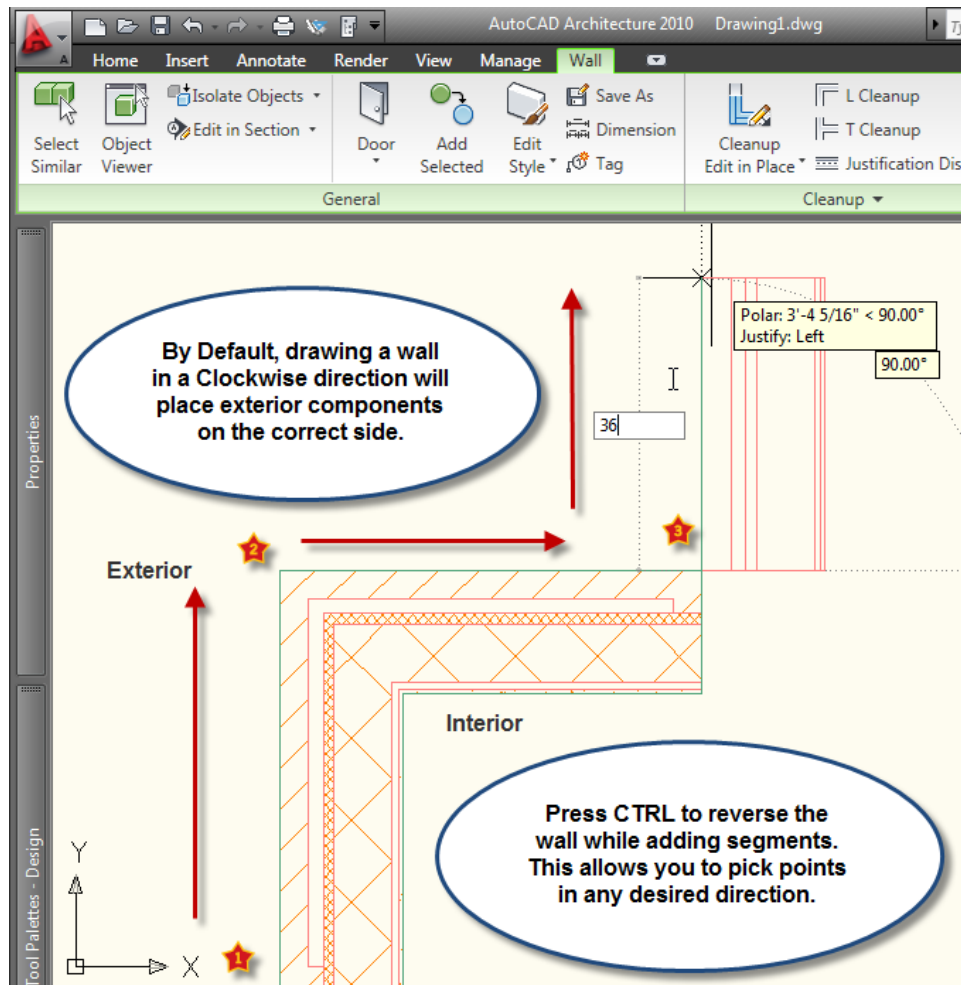 AutoCAD Architecture 2010 Drawing1.dwg
A
Home Insert Annotate Render View Manage Wall
Select Similar
Object Viewer
Isolate Objects
Edit in Section
Door
Add Selected
Edit Style
Save As
Dimension
Tag
Cleanup Edit in Place
L Cleanup
T Cleanup
Justification Dis
General
Cleanup
Properties
Tool Palettes - Design
By Default, drawing a wall
in a Clockwise direction will
place exterior components
on the correct side.
Polar: 3'-4 5/16" < 90.00°
Justify: Left
90.00°
36
3
2
Exterior
Interior
Press CTRL to reverse the
wall while adding segments.
This allows you to pick points
in any desired direction.
Y
X
1